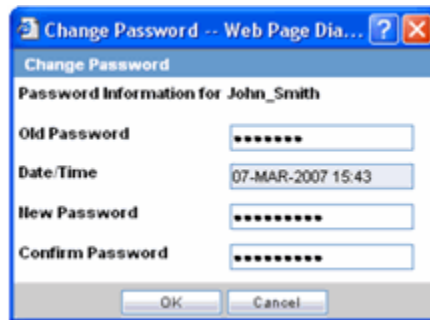 Change Password -- Web Page Dia...
Change Password
Password Information for John_Smith
Old Password •••••••
Date/Time 07-MAR-2007 15:43
New Password •••••••••
Confirm Password •••••••••
OK Cancel